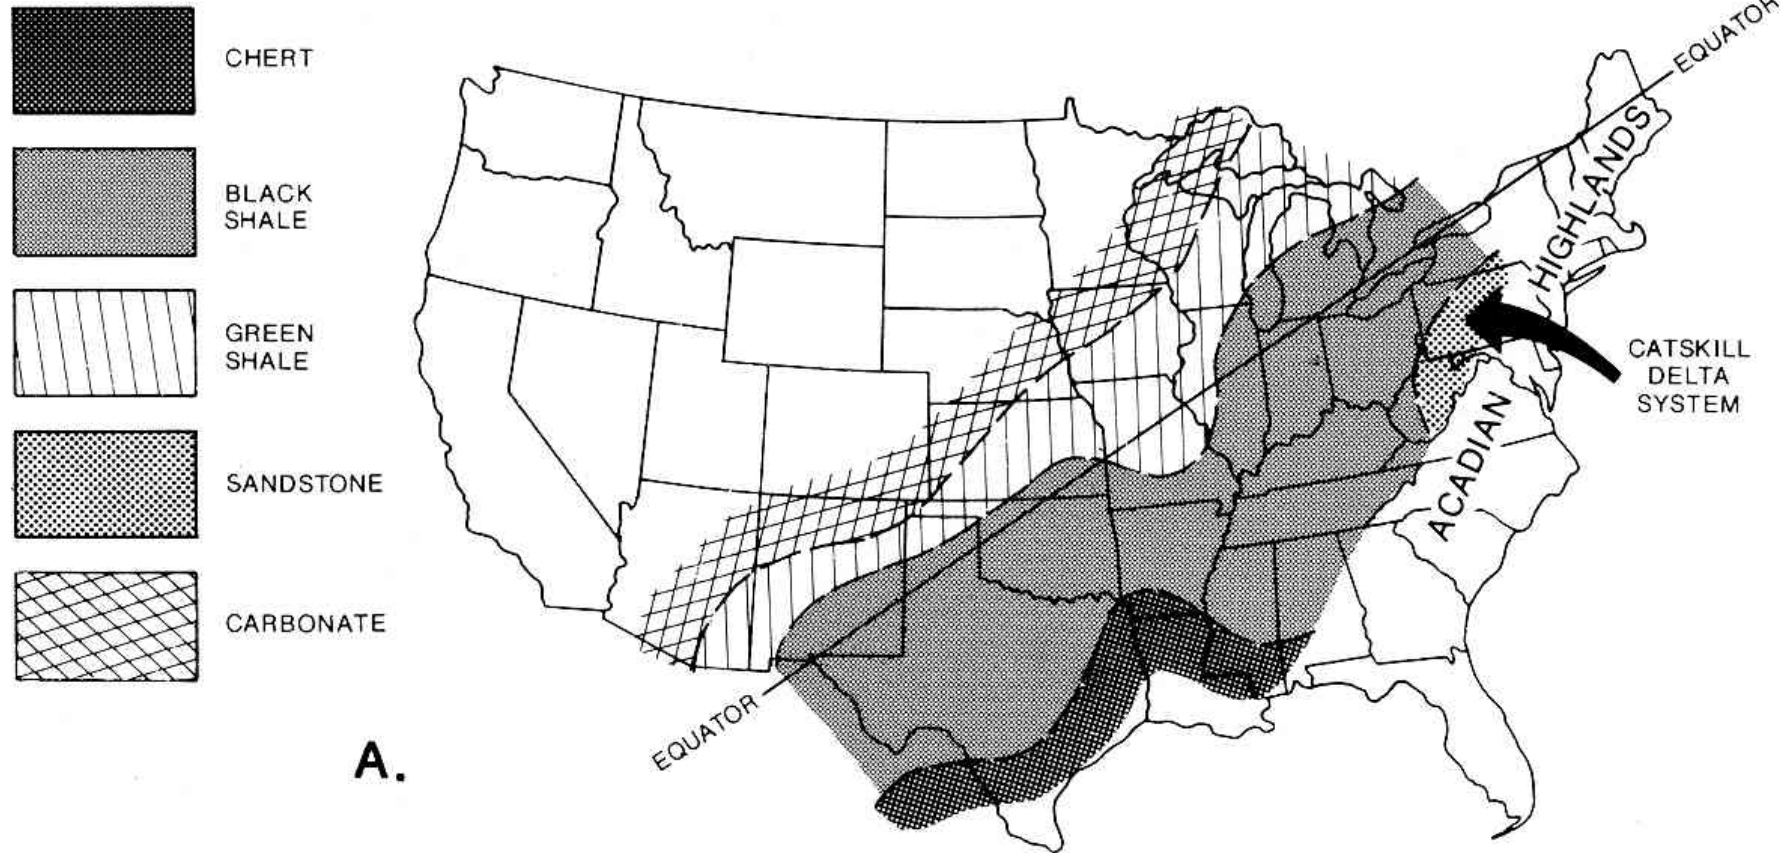 CHERT
BLACK
SHALE
GREEN
SHALE
SANDSTONE
CARBONATE
EQUATOR
HIGHLANDS
ACADIAN
CATSKILL
DELTA
SYSTEM
EQUATOR
A.